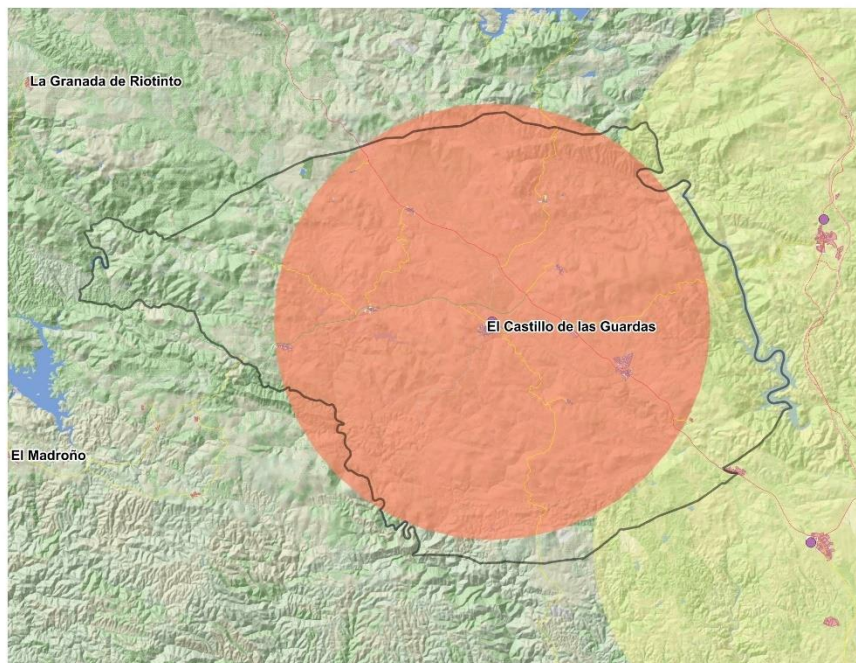 La Granada de Riotinto
El Castillo de las Guardas
El Madroño